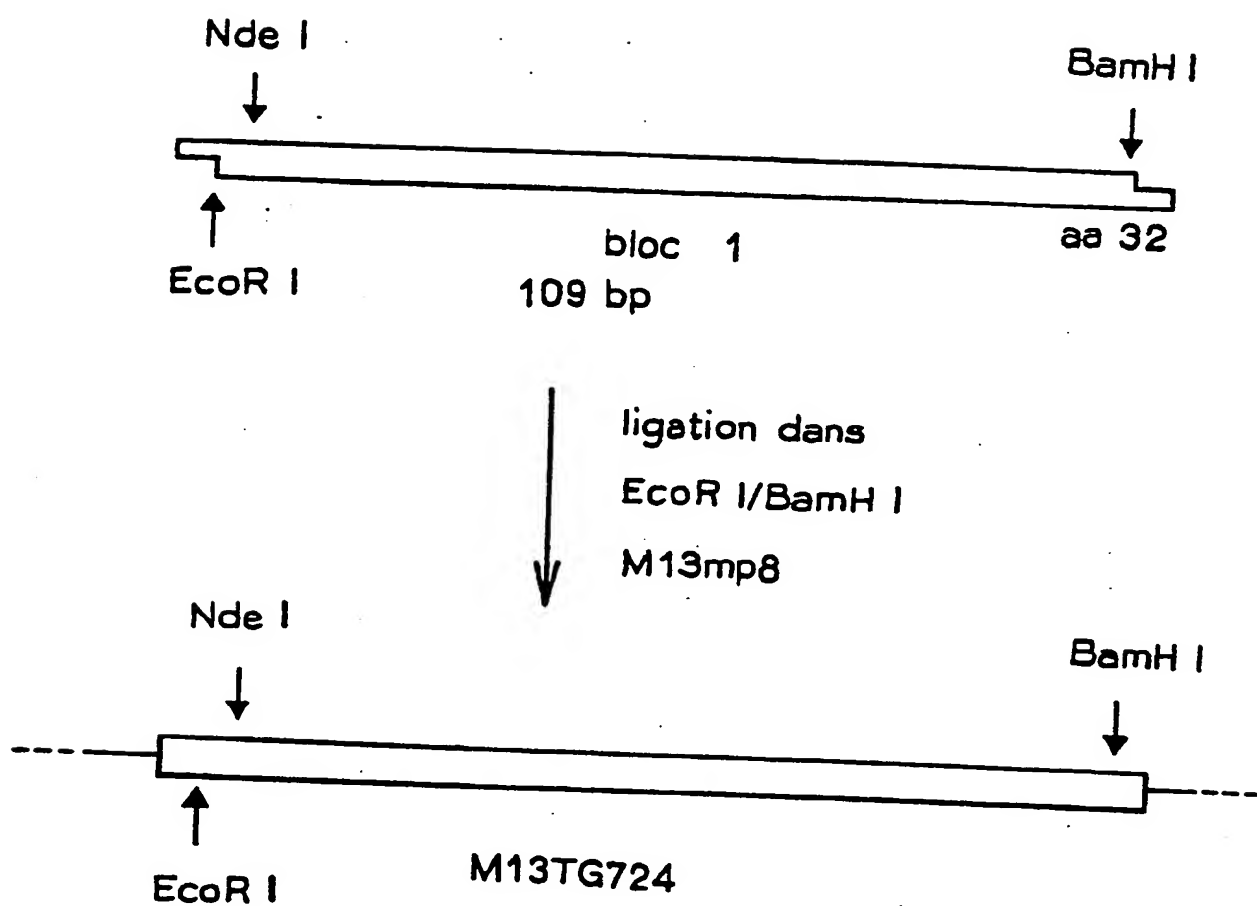 Nde I
BamH I
EcoR I
bloc 1
109 bp
aa 32
ligation dans
EcoR I/BamH I
M13mp8
Nde I
BamH I
EcoR I
M13TG724